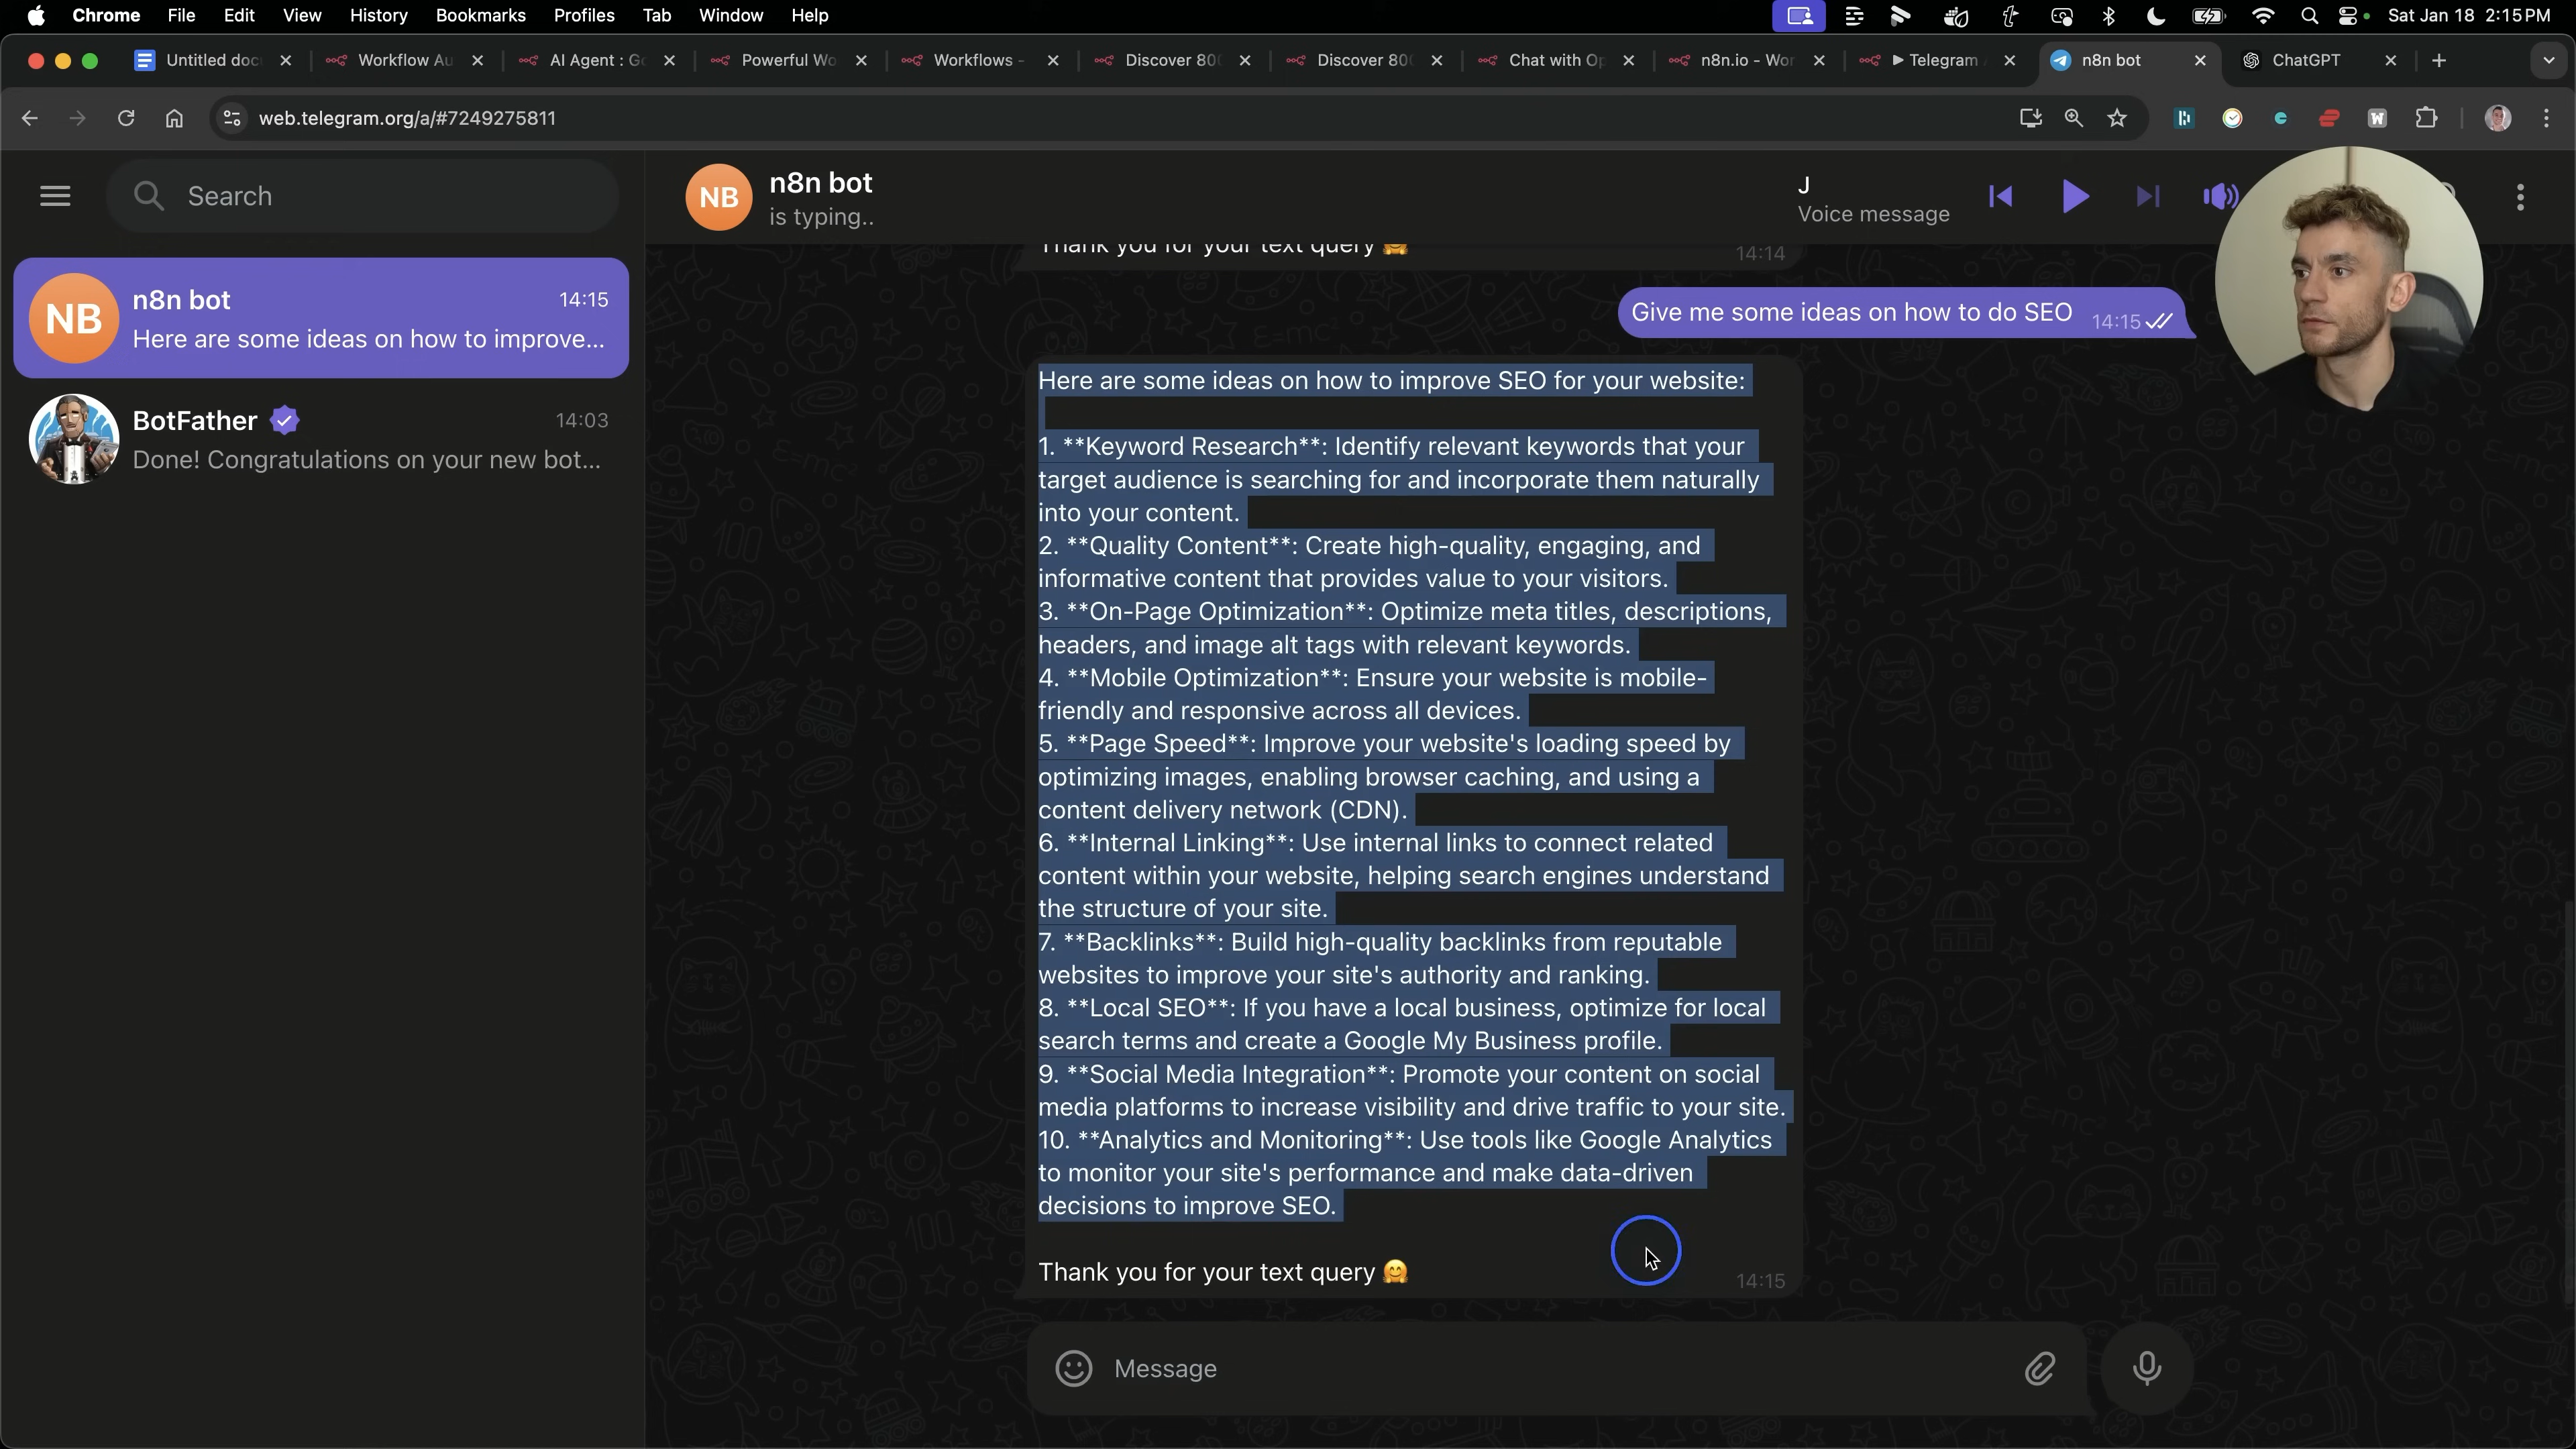 Chrome File Edit View History Bookmarks Profiles Tab Window Help Sat Jan 18 2:15 PM
Untitled doc Workflow Au AI Agent : Go Powerful Wo Workflows - Discover 80 Discover 80 Chat with Op n8n.io - Wor Telegram n8n bot ChatGPT
web.telegram.org/a/#7249275811
Search
NB
n8n bot
is typing..
J
Voice message
NB
n8n bot 14:15
Here are some ideas on how to improve...
BotFather 14:03
Done! Congratulations on your new bot...
Thank you for your text query 🤗 14:14
Give me some ideas on how to do SEO 14:15
Here are some ideas on how to improve SEO for your website:
1. **Keyword Research**: Identify relevant keywords that your
target audience is searching for and incorporate them naturally
into your content.
2. **Quality Content**: Create high-quality, engaging, and
informative content that provides value to your visitors.
3. **On-Page Optimization**: Optimize meta titles, descriptions,
headers, and image alt tags with relevant keywords.
4. **Mobile Optimization**: Ensure your website is mobile-
friendly and responsive across all devices.
5. **Page Speed**: Improve your website's loading speed by
optimizing images, enabling browser caching, and using a
content delivery network (CDN).
6. **Internal Linking**: Use internal links to connect related
content within your website, helping search engines understand
the structure of your site.
7. **Backlinks**: Build high-quality backlinks from reputable
websites to improve your site's authority and ranking.
8. **Local SEO**: If you have a local business, optimize for local
search terms and create a Google My Business profile.
9. **Social Media Integration**: Promote your content on social
media platforms to increase visibility and drive traffic to your site.
10. **Analytics and Monitoring**: Use tools like Google Analytics
to monitor your site's performance and make data-driven
decisions to improve SEO.
Thank you for your text query 🤗 14:15
Message